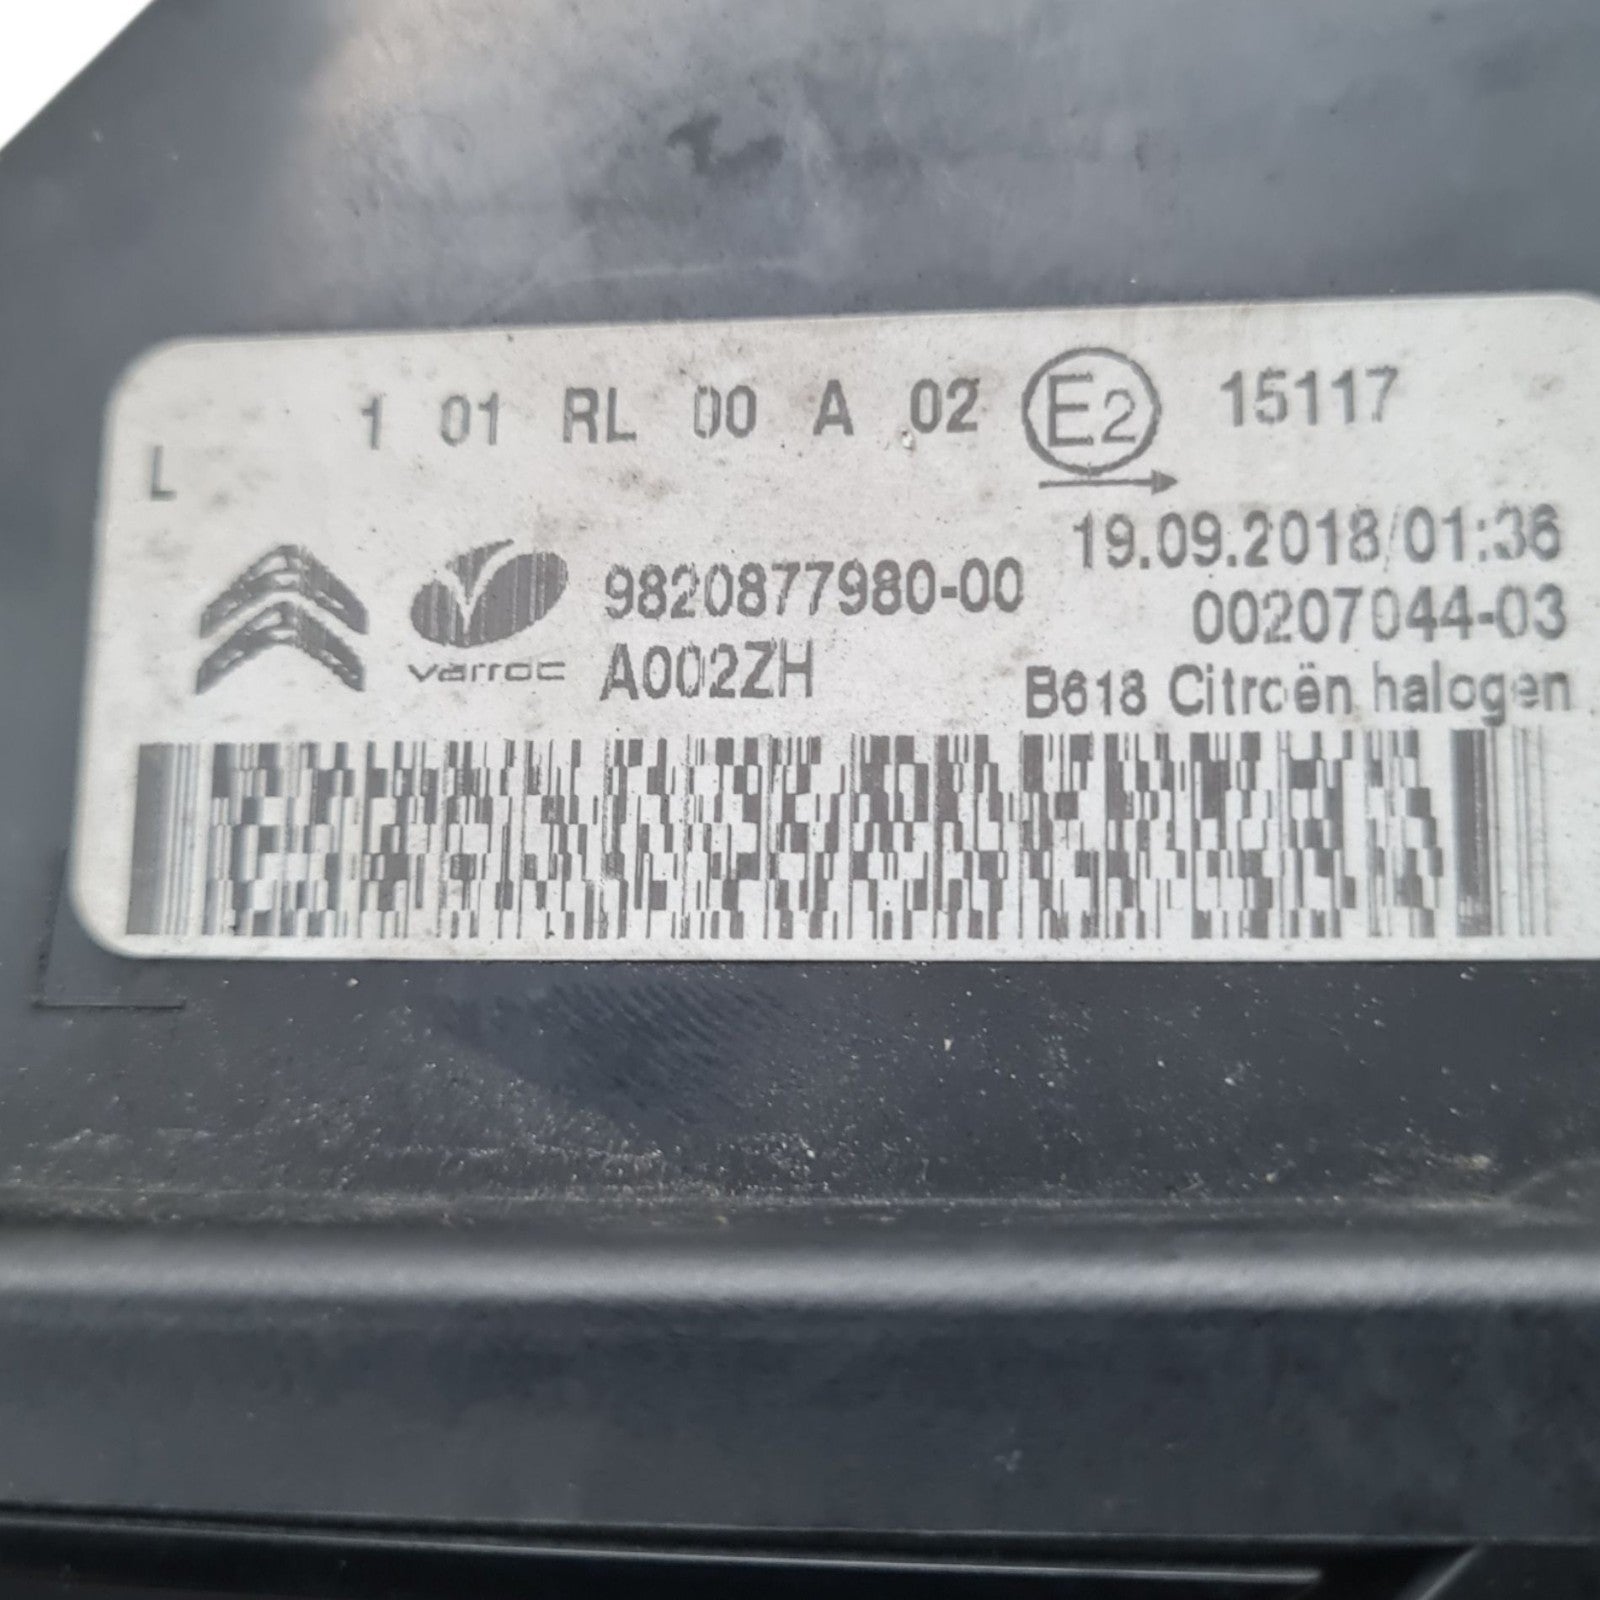 1 01 RL 00 A 02 E2 15117
L
19.09.2018/01:36
varroc 9820877980-00
00207044-03
A002ZH
B618 Citroën halogen